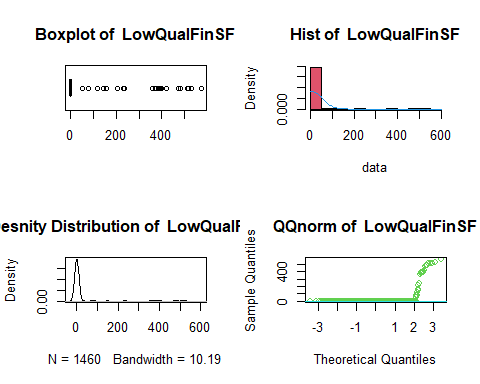 Boxplot of LowQualFinSF
0 200 400
Hist of LowQualFinSF
Density
0.000
0 200 400 600
data
esnity Distribution of LowQualF
Density
0.00
0 200 400 600
N = 1460 Bandwidth = 10.19
QQnorm of LowQualFinSF
Sample Quantiles
0 400
-3 -1 1 2 3
Theoretical Quantiles